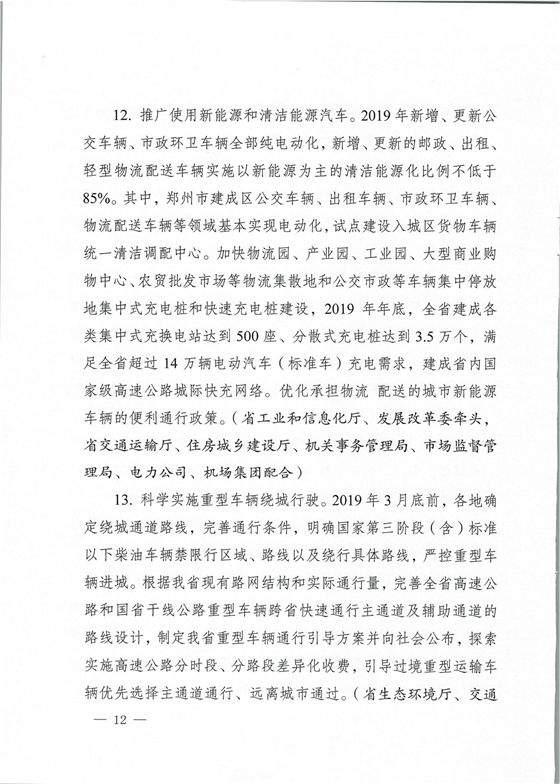 12. 推广使用新能源和清洁能源汽车。2019 年新增、更新公
交车辆、市政环卫车辆全部纯电动化，新增、更新的邮政、出租、
轻型物流配送车辆实施以新能源为主的清洁能源化比例不低于
85%。其中，郑州市建成区公交车辆、出租车辆、市政环卫车辆、
物流配送车辆等领域基本实现电动化，试点建设入城区货物车辆
统一清洁调配中心。加快物流园、产业园、工业园、大型商业购
物中心、农贸批发市场等物流集散地和公交市政等车辆集中停放
地集中式充电桩和快速充电桩建设，2019 年年底，全省建成各
类集中式充换电站达到 500 座、分散式充电桩达到 3.5 万个，满
足全省超过 14 万辆电动汽车（标准车）充电需求，建成省内国
家级高速公路城际快充网络。优化承担物流 配送的城市新能源
车辆的便利通行政策。（省工业和信息化厅、发展改革委牵头，
省交通运输厅、住房城乡建设厅、机关事务管理局、市场监督管
理局、电力公司、机场集团配合）
13. 科学实施重型车辆绕城行驶。2019 年 3 月底前，各地确
定绕城通道路线，完善通行条件，明确国家第三阶段（含）标准
以下柴油车辆禁限行区域、路线以及绕行具体路线，严控重型车
辆进城。根据我省现有路网结构和实际通行量，完善全省高速公
路和国省干线公路重型车辆跨省快速通行主通道及辅助通道的
路线设计，制定我省重型车辆通行引导方案并向社会公布，探索
实施高速公路分时段、分路段差异化收费，引导过境重型运输车
辆优先选择主通道通行、远离城市通过。（省生态环境厅、交通
— 12 —